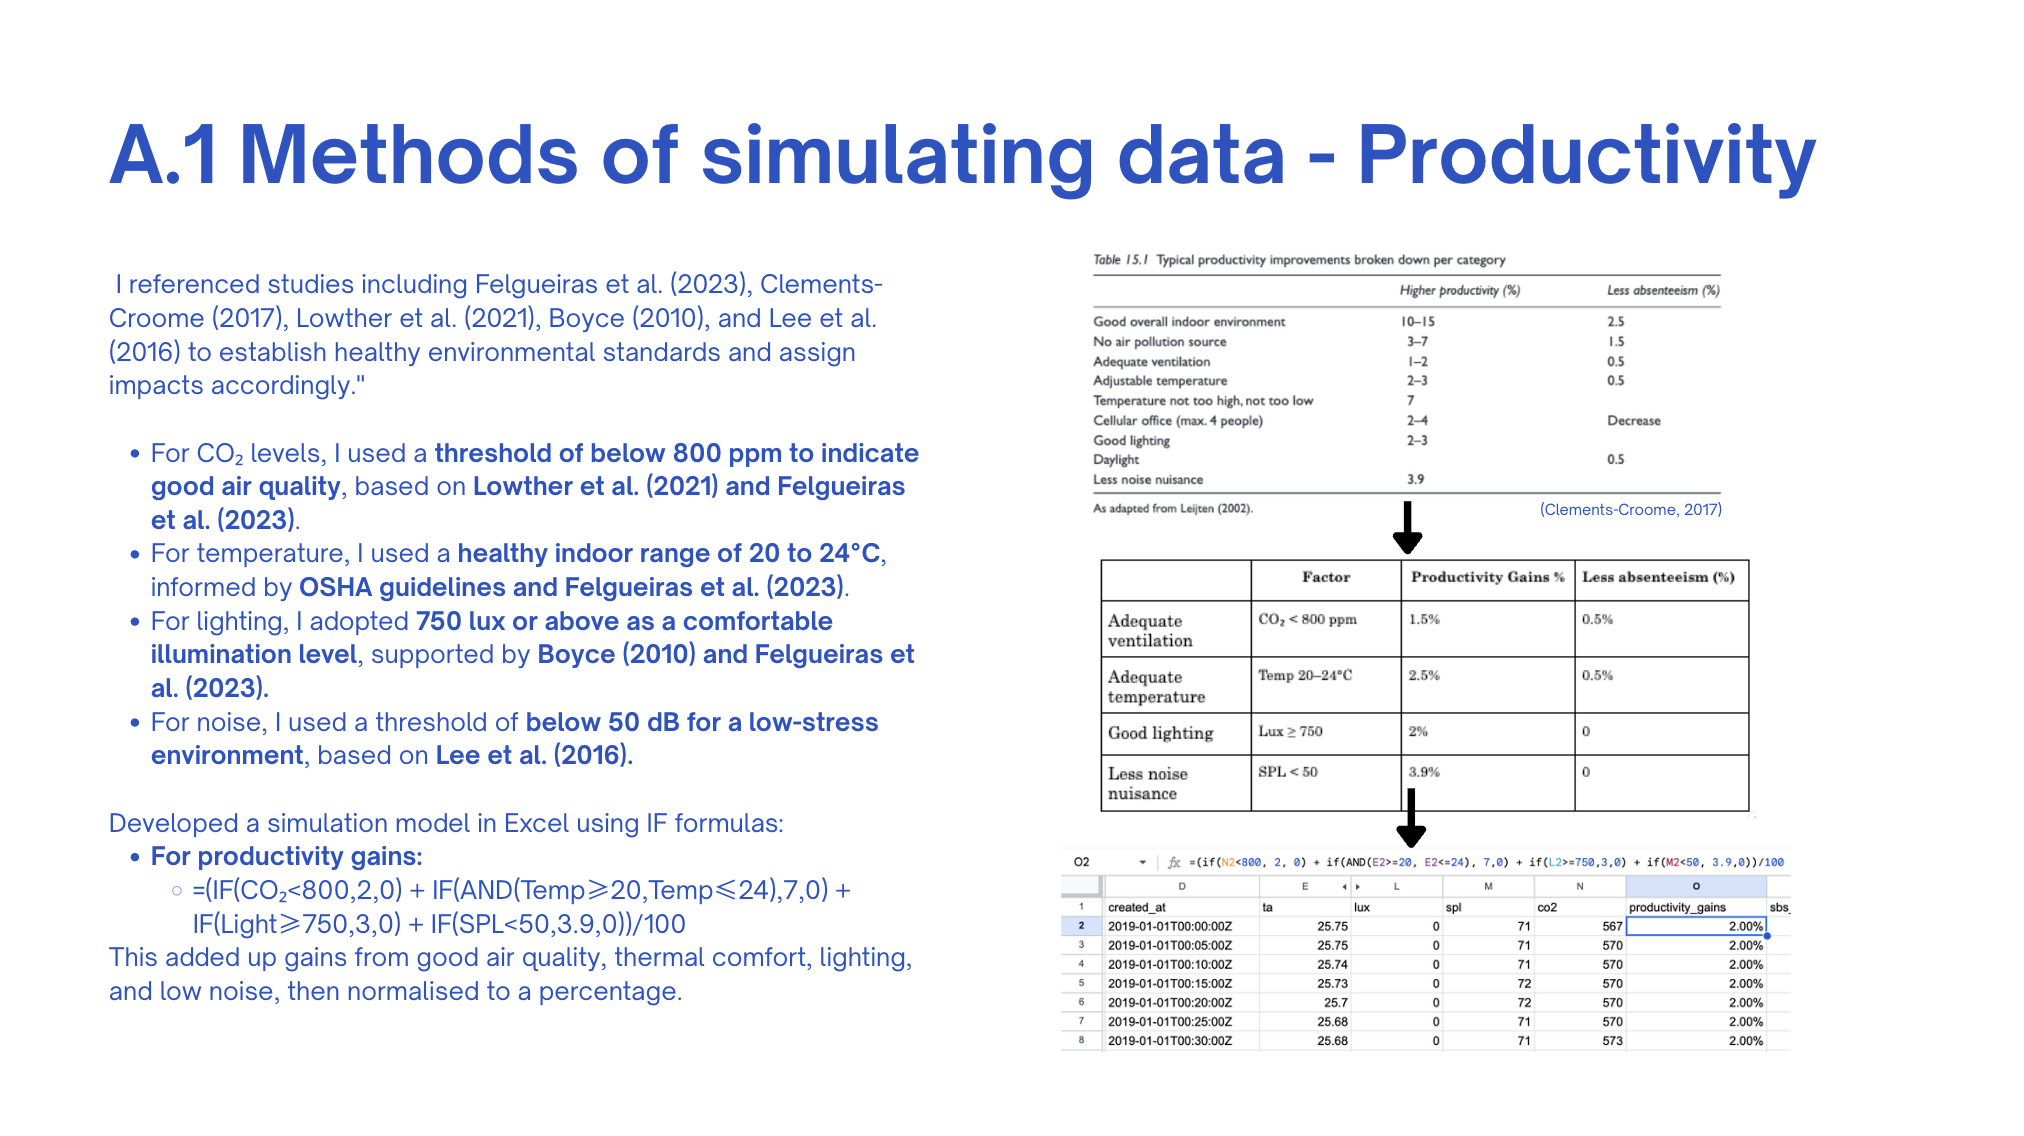 A.1 Methods of simulating data - Productivity
I referenced studies including Felgueiras et al. (2023), Clements-
Croome (2017), Lowther et al. (2021), Boyce (2010), and Lee et al.
(2016) to establish healthy environmental standards and assign
impacts accordingly."
• For CO₂ levels, I used a threshold of below 800 ppm to indicate
good air quality, based on Lowther et al. (2021) and Felgueiras
et al. (2023).
• For temperature, I used a healthy indoor range of 20 to 24°C,
informed by OSHA guidelines and Felgueiras et al. (2023).
• For lighting, I adopted 750 lux or above as a comfortable
illumination level, supported by Boyce (2010) and Felgueiras et
al. (2023).
• For noise, I used a threshold of below 50 dB for a low-stress
environment, based on Lee et al. (2016).
Developed a simulation model in Excel using IF formulas:
• For productivity gains:
○ =(IF(CO₂<800,2,0) + IF(AND(Temp⩾20,Temp⩽24),7,0) +
IF(Light⩾750,3,0) + IF(SPL<50,3.9,0))/100
This added up gains from good air quality, thermal comfort, lighting,
and low noise, then normalised to a percentage.
Table 15.1 Typical productivity improvements broken down per category
Higher productivity (%) Less absenteeism (%)
Good overall indoor environment 10–15 2.5
No air pollution source 3–7 1.5
Adequate ventilation 1–2 0.5
Adjustable temperature 2–3 0.5
Temperature not too high, not too low 7
Cellular office (max. 4 people) 2–4 Decrease
Good lighting 2–3
Daylight 0.5
Less noise nuisance 3.9
As adapted from Leijten (2002). (Clements-Croome, 2017)
Factor Productivity Gains % Less absenteeism (%)
Adequate ventilation CO₂ < 800 ppm 1.5% 0.5%
Adequate temperature Temp 20–24°C 2.5% 0.5%
Good lighting Lux ≥ 750 2% 0
Less noise nuisance SPL < 50 3.9% 0
O2 fx =(if(N2<800, 2, 0) + if(AND(E2>=20, E2<=24), 7,0) + if(L2>=750,3,0) + if(M2<50, 3.9,0))/100
D E L M N O
1 created_at ta lux spl co2 productivity_gains sbs_
2 2019-01-01T00:00:00Z 25.75 0 71 567 2.00%
3 2019-01-01T00:05:00Z 25.75 0 71 570 2.00%
4 2019-01-01T00:10:00Z 25.74 0 71 570 2.00%
5 2019-01-01T00:15:00Z 25.73 0 72 570 2.00%
6 2019-01-01T00:20:00Z 25.7 0 72 570 2.00%
7 2019-01-01T00:25:00Z 25.68 0 71 570 2.00%
8 2019-01-01T00:30:00Z 25.68 0 71 573 2.00%